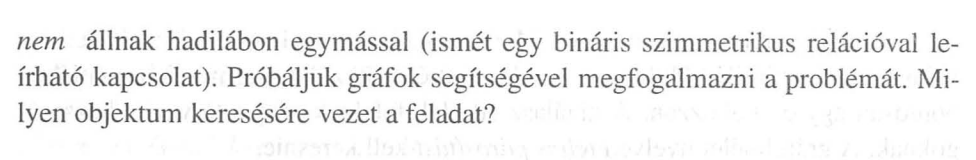 nem állnak hadilábon egymással (ismét egy bináris szimmetrikus relációval le-
írható kapcsolat). Próbáljuk gráfok segítségével megfogalmazni a problémát. Mi-
lyen objektum keresésére vezet a feladat?